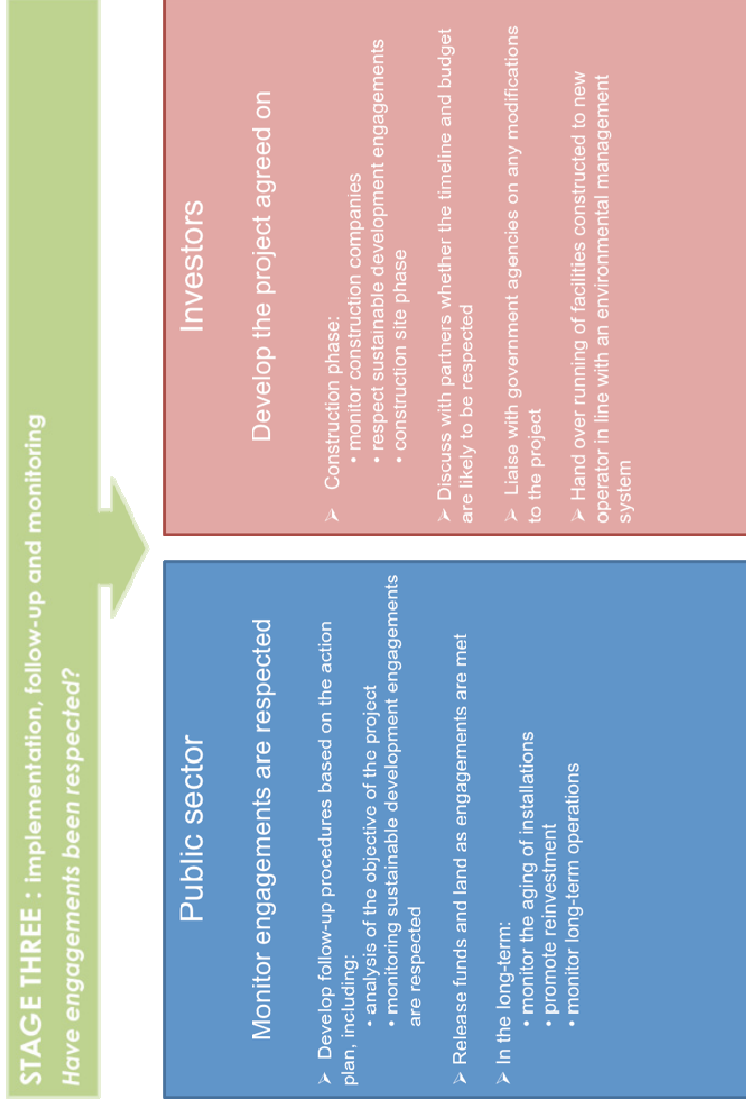 STAGE THREE : implementation, follow-up and monitoring
Have engagements been respected?
Public sector
Monitor engagements are respected
➢ Develop follow-up procedures based on the action
plan, including:
• analysis of the objective of the project
• monitoring sustainable development engagements
are respected
➢ Release funds and land as engagements are met
➢ In the long-term:
• monitor the aging of installations
• promote reinvestment
• monitor long-term operations
Investors
Develop the project agreed on
➢ Construction phase:
• monitor construction companies
• respect sustainable development engagements
• construction site phase
➢ Discuss with partners whether the timeline and budget
are likely to be respected
➢ Liaise with government agencies on any modifications
to the project
➢ Hand over running of facilities constructed to new
operator in line with an environmental management
system